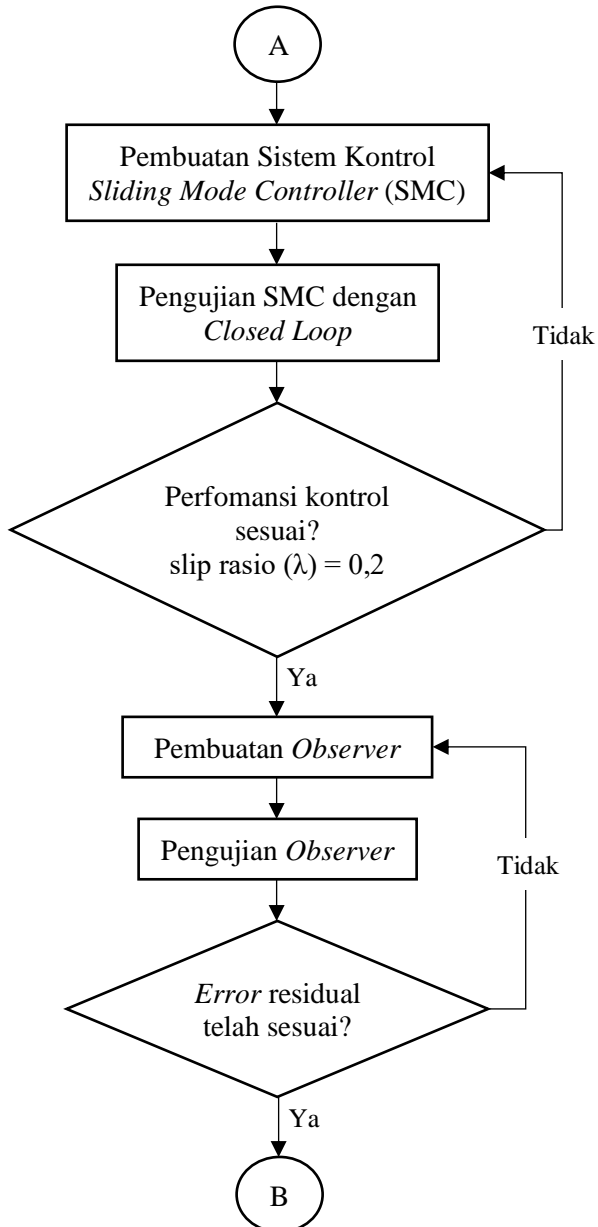 A
Pembuatan Sistem Kontrol
Sliding Mode Controller (SMC)
Pengujian SMC dengan
Closed Loop
Tidak
Perfomansi kontrol
sesuai?
slip rasio (λ) = 0,2
Ya
Pembuatan Observer
Pengujian Observer
Tidak
Error residual
telah sesuai?
Ya
B